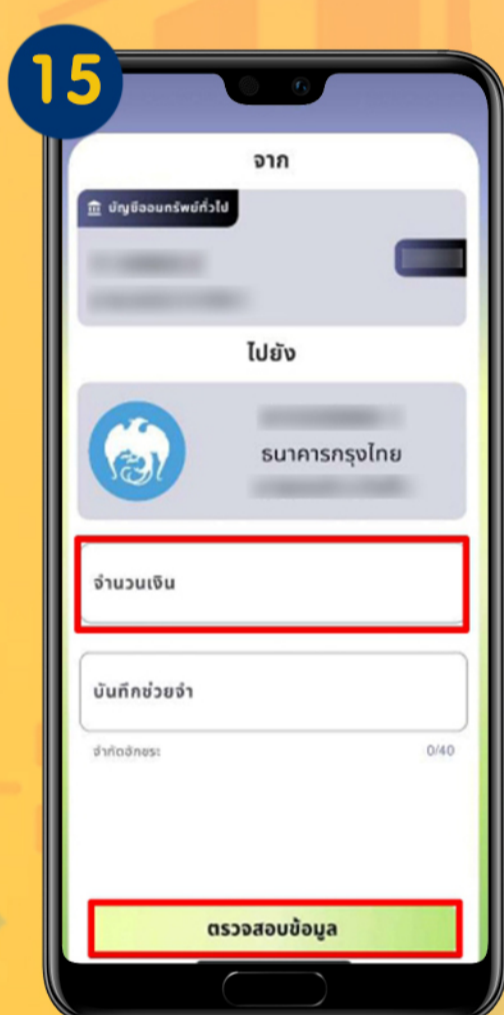 15
จาก
บัญชีออมทรัพย์ทั่วไป
ไปยัง
ธนาคารกรุงไทย
จำนวนเงิน
บันทึกช่วยจำ
จำกัดอักขระ: 0/40
ตรวจสอบข้อมูล